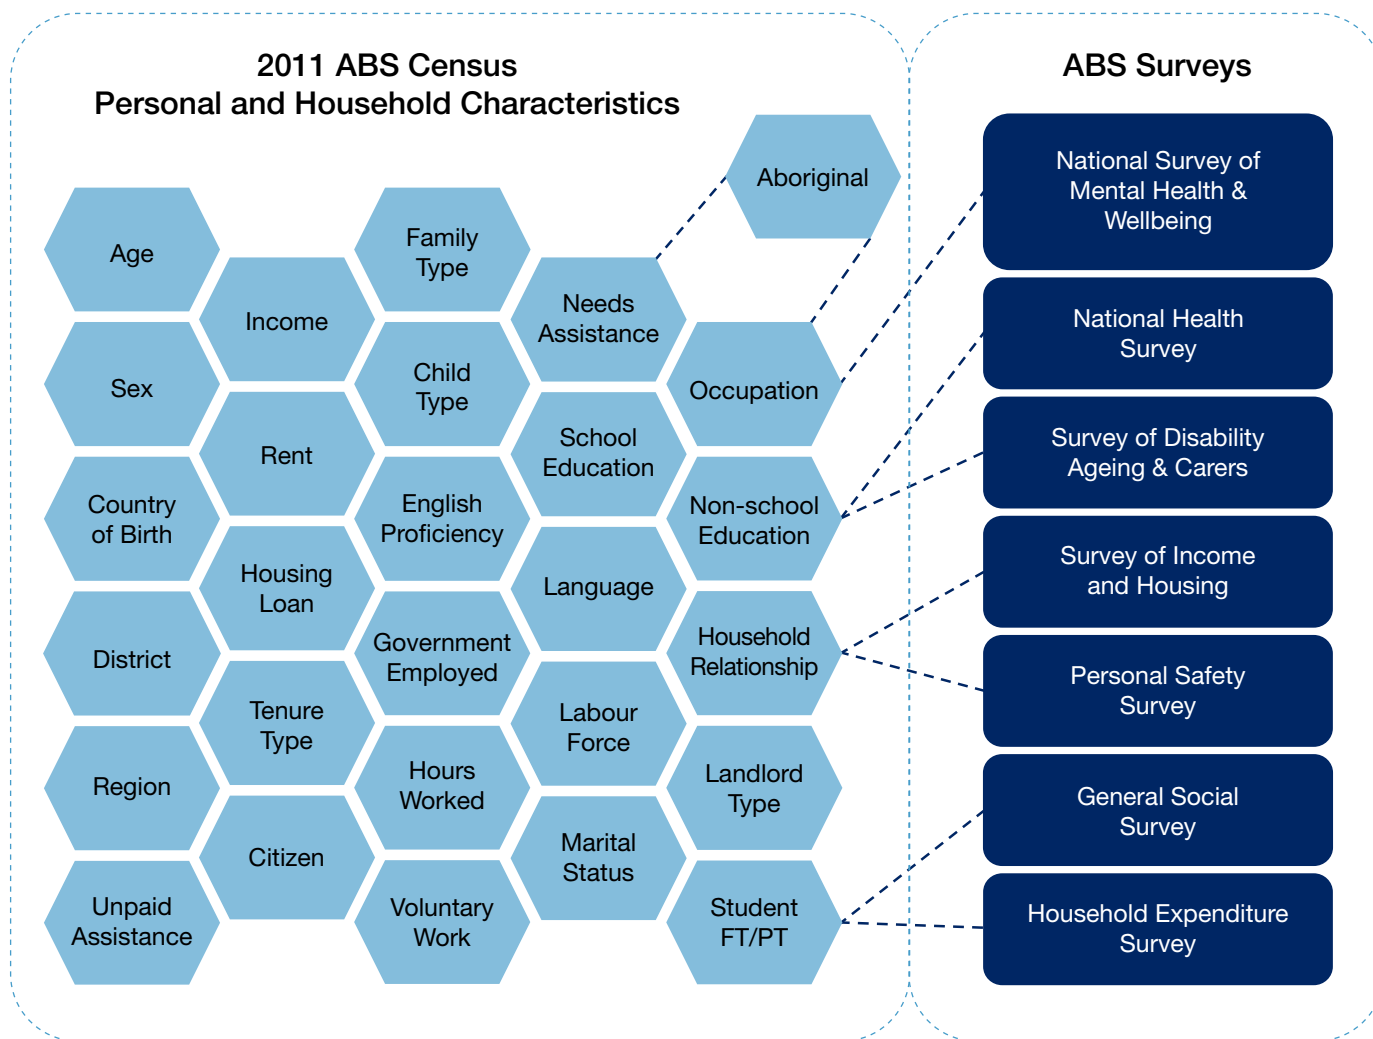 2011 ABS Census
Personal and Household Characteristics
Age
Sex
Country
of Birth
District
Region
Unpaid
Assistance
Income
Rent
Housing
Loan
Tenure
Type
Citizen
Family
Type
Child
Type
English
Proficiency
Government
Employed
Hours
Worked
Voluntary
Work
Needs
Assistance
School
Education
Language
Labour
Force
Marital
Status
Aboriginal
Occupation
Non-school
Education
Household
Relationship
Landlord
Type
Student
FT/PT
ABS Surveys
National Survey of
Mental Health &
Wellbeing
National Health
Survey
Survey of Disability
Ageing & Carers
Survey of Income
and Housing
Personal Safety
Survey
General Social
Survey
Household Expenditure
Survey